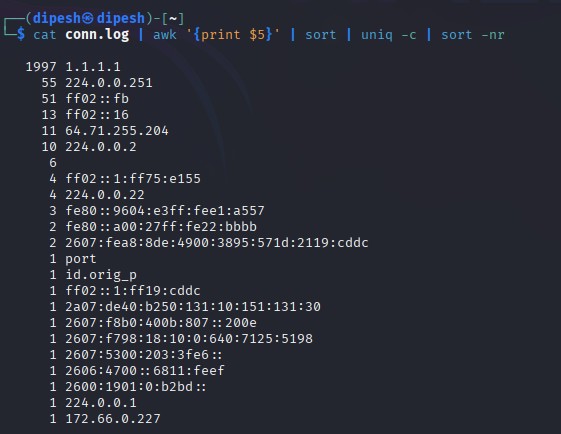 ┌──(dipesh㉿dipesh)-[~]
└─$ cat conn.log | awk '{print $5}' | sort | uniq -c | sort -nr
1997 1.1.1.1
55 224.0.0.251
51 ff02::fb
13 ff02::16
11 64.71.255.204
10 224.0.0.2
6
4 ff02::1:ff75:e155
4 224.0.0.22
3 fe80::9604:e3ff:fee1:a557
2 fe80::a00:27ff:fe22:bbbb
2 2607:fea8:8de:4900:3895:571d:2119:cddc
1 port
1 id.orig_p
1 ff02::1:ff19:cddc
1 2a07:de40:b250:131:10:151:131:30
1 2607:f8b0:400b:807::200e
1 2607:f798:18:10:0:640:7125:5198
1 2607:5300:203:3fe6::
1 2606:4700::6811:feef
1 2600:1901:0:b2bd::
1 224.0.0.1
1 172.66.0.227